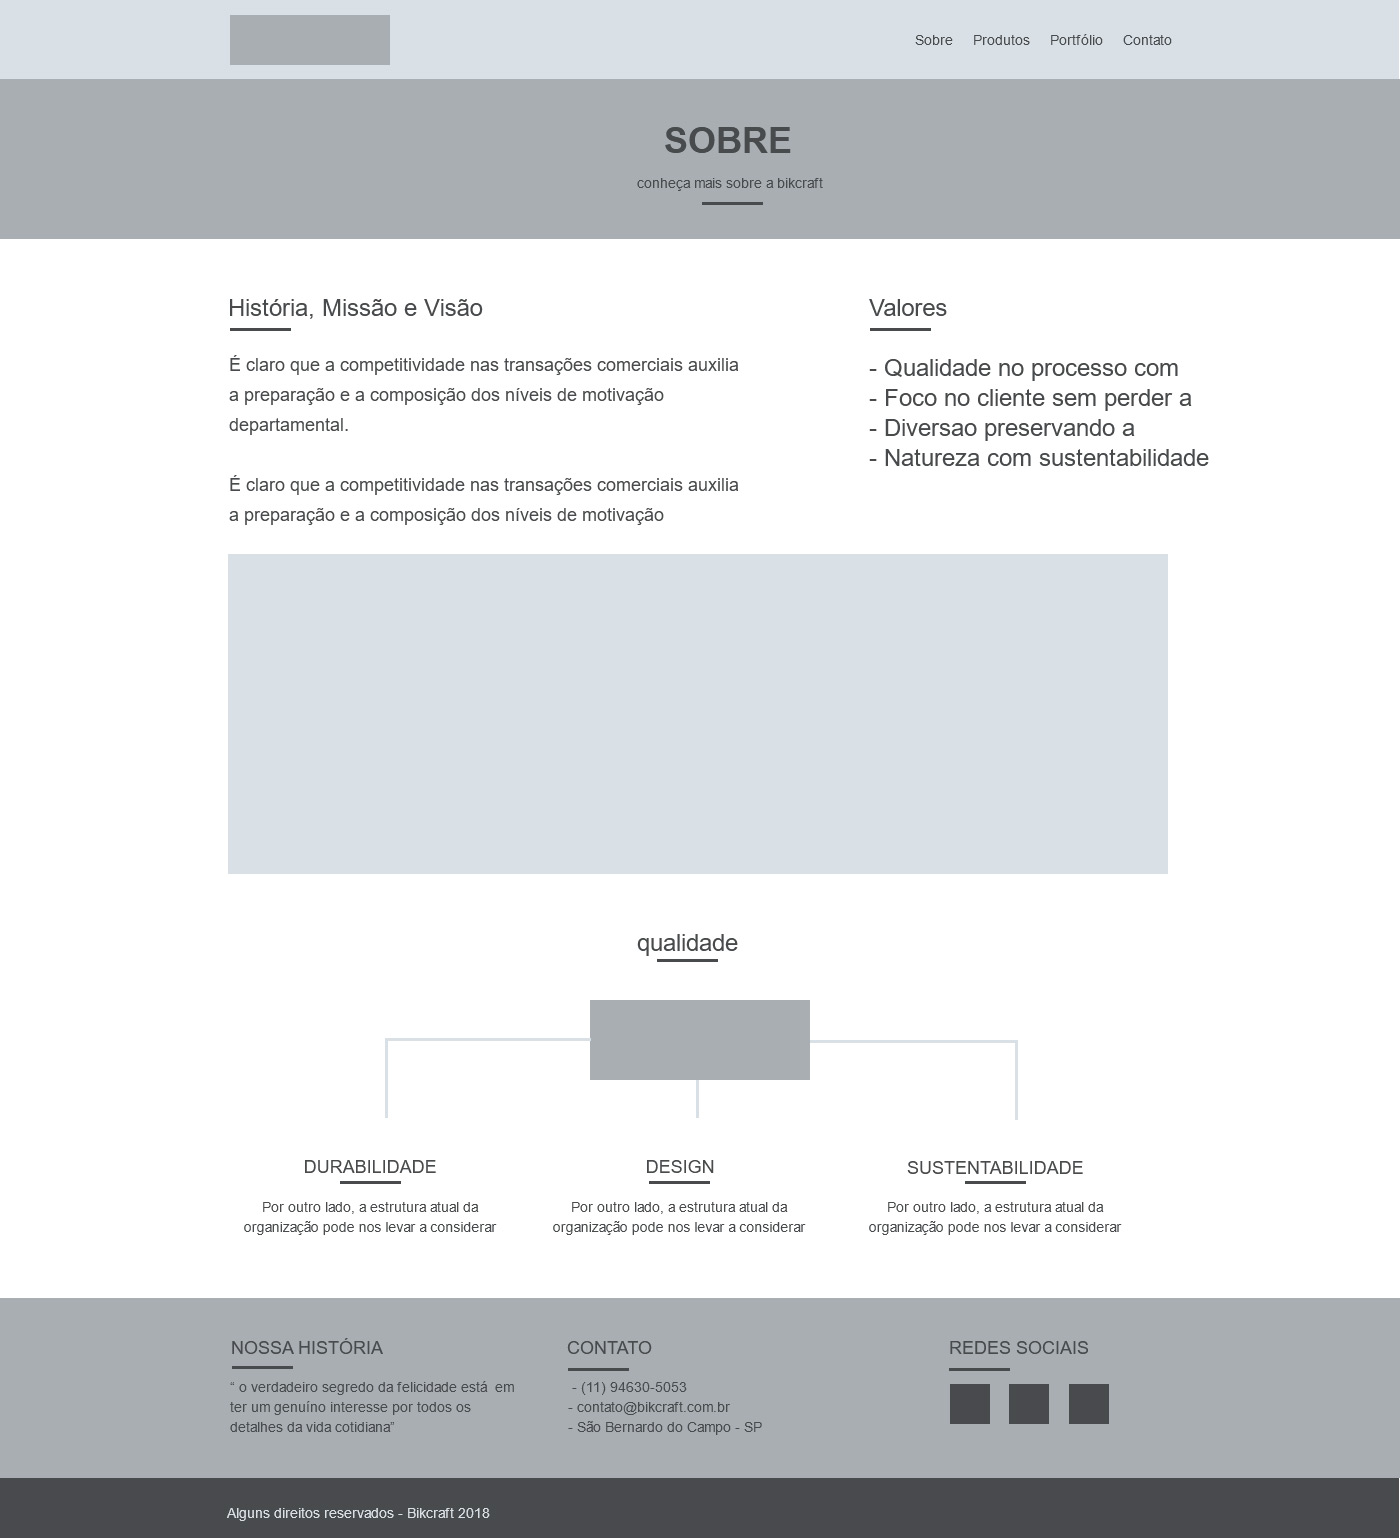 Sobre Produtos Portfólio Contato
SOBRE
conheça mais sobre a bikcraft
História, Missão e Visão
É claro que a competitividade nas transações comerciais auxilia
a preparação e a composição dos níveis de motivação
departamental.
É claro que a competitividade nas transações comerciais auxilia
a preparação e a composição dos níveis de motivação
Valores
- Qualidade no processo com
- Foco no cliente sem perder a
- Diversao preservando a
- Natureza com sustentabilidade
qualidade
DURABILIDADE
Por outro lado, a estrutura atual da
organização pode nos levar a considerar
DESIGN
Por outro lado, a estrutura atual da
organização pode nos levar a considerar
SUSTENTABILIDADE
Por outro lado, a estrutura atual da
organização pode nos levar a considerar
NOSSA HISTÓRIA
“ o verdadeiro segredo da felicidade está  em
ter um genuíno interesse por todos os
detalhes da vida cotidiana”
CONTATO
- (11) 94630-5053
- contato@bikcraft.com.br
- São Bernardo do Campo - SP
REDES SOCIAIS
Alguns direitos reservados - Bikcraft 2018